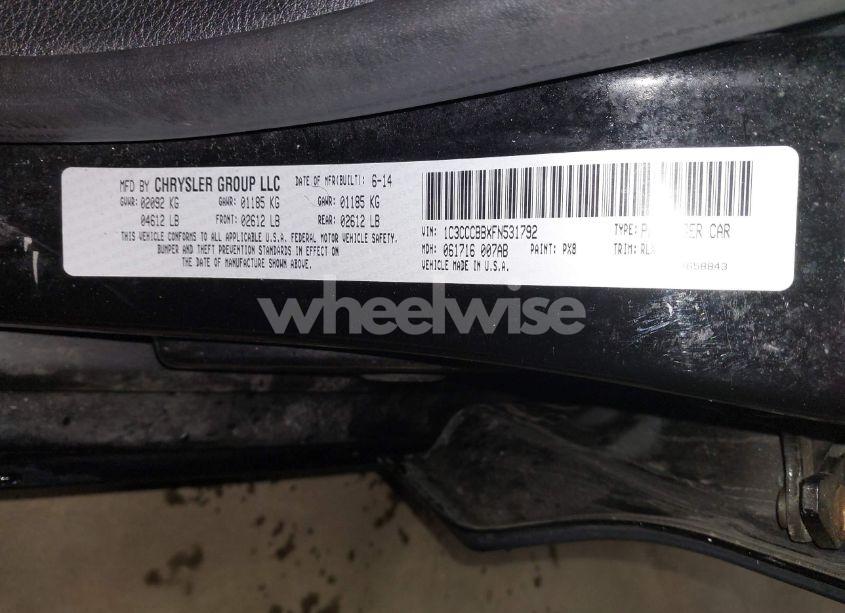 MFD BY CHRYSLER GROUP LLC DATE OF MFR(BUILT): 6-14
GVWR: 02092 KG GAWR: 01185 KG GAWR: 01185 KG
04612 LB FRONT: 02612 LB REAR: 02612 LB
THIS VEHICLE CONFORMS TO ALL APPLICABLE U.S.A. FEDERAL MOTOR VEHICLE SAFETY,
BUMPER AND THEFT PREVENTION STANDARDS IN EFFECT ON
THE DATE OF MANUFACTURE SHOWN ABOVE.
VIN: 1C3CCCBBXFN531792 TYPE: CAR
MDH: 061716 007AB PAINT: PX8 TRIM:
VEHICLE MADE IN U.S.A.
wheelwise